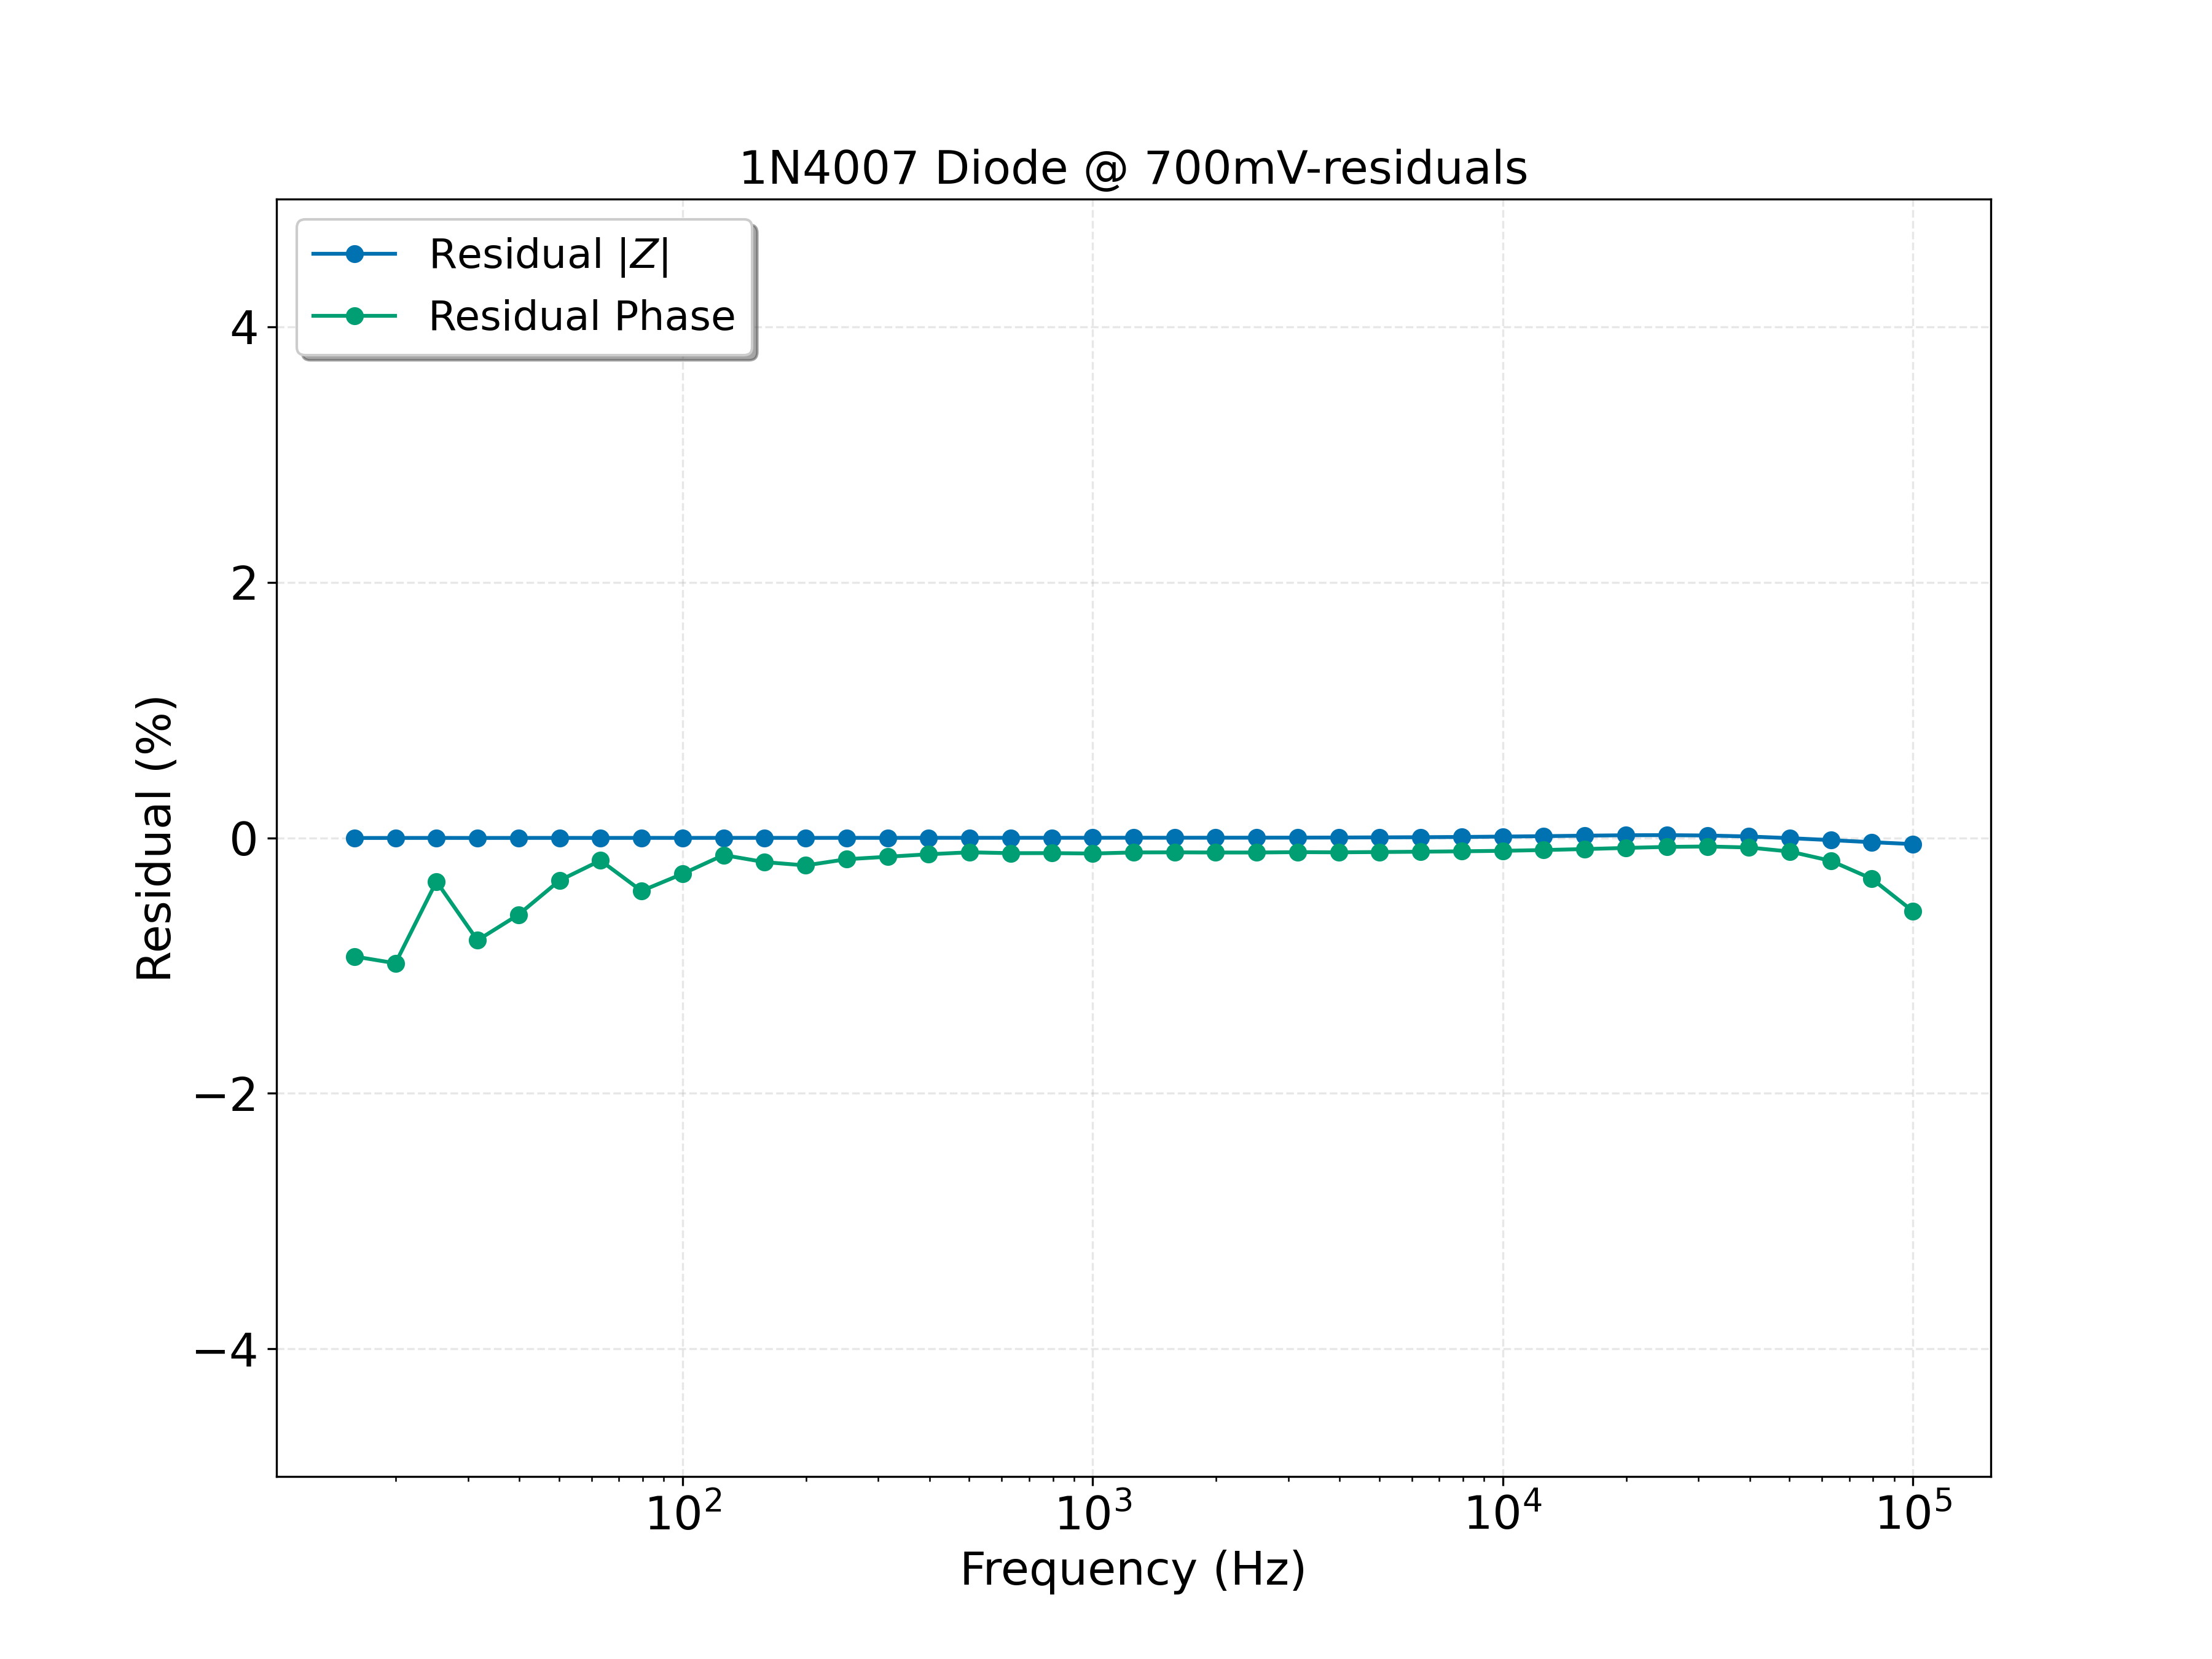 1N4007 Diode @ 700mV-residuals
Residual |Z|
Residual Phase
4
2
0
−2
−4
Residual (%)
10²
10³
10⁴
10⁵
Frequency (Hz)